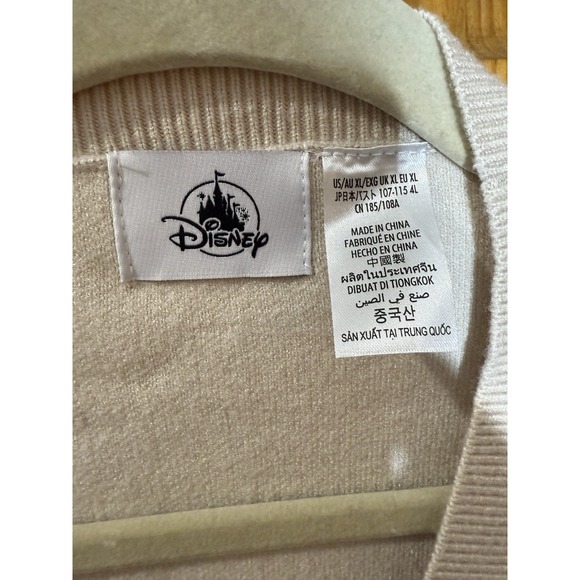 Disney
US/AU XL/EXG UK XL EU XL
JP日本バスト 107-115 4L
CN 185/108A
MADE IN CHINA
FABRIQUÉ EN CHINE
HECHO EN CHINA
中國製
ผลิตในประเทศจีน
DIBUAT DI TIONGKOK
صنع في الصين
중국산
SẢN XUẤT TẠI TRUNG QUỐC